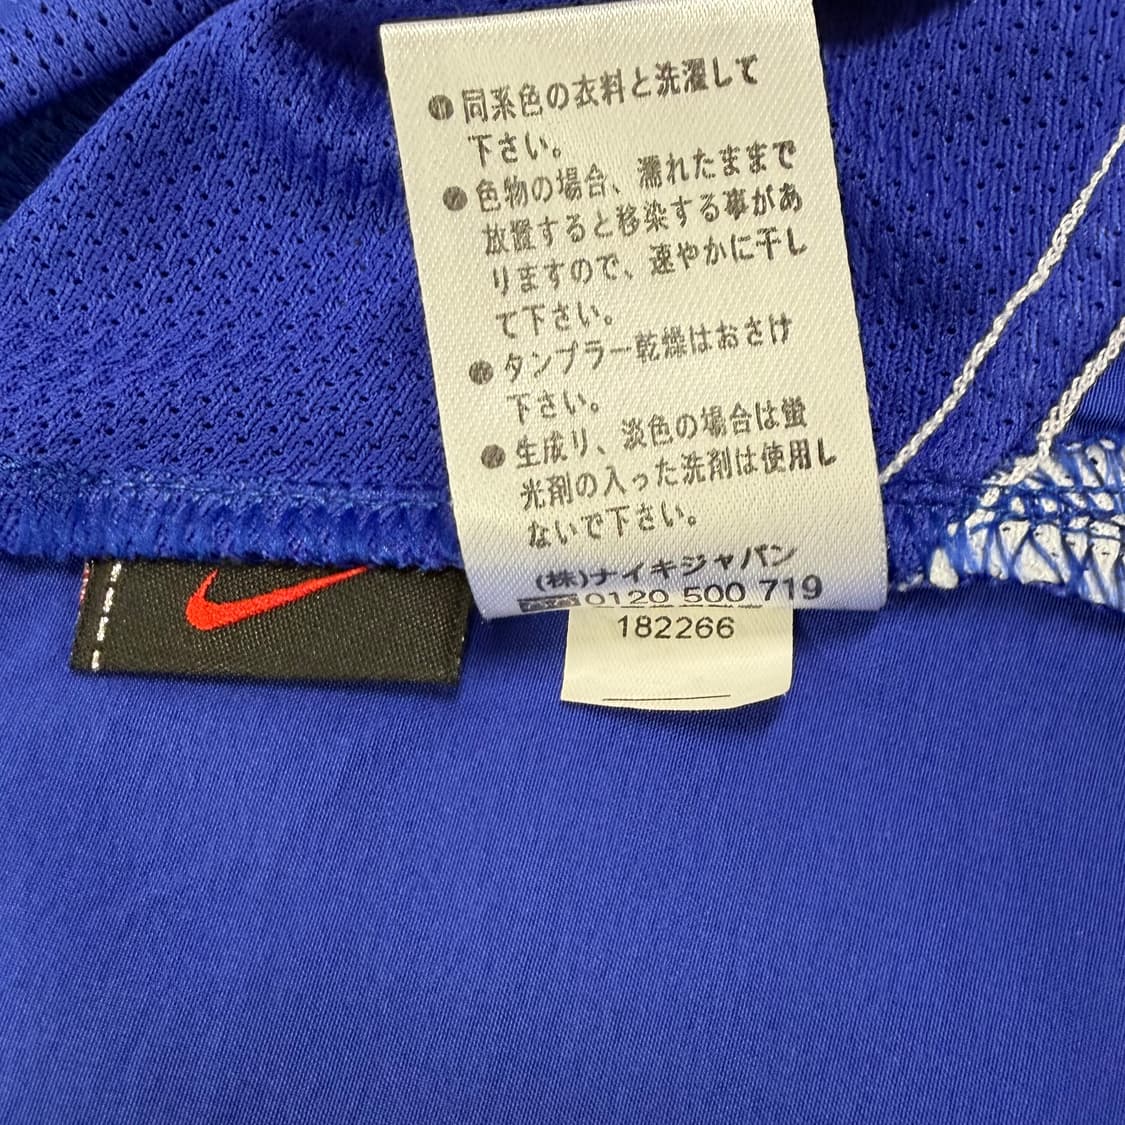 ●同系色の衣料と洗濯して
下さい。
●色物の場合、濡れたままで
放置すると移染する事があ
りますので、速やかに干し
て下さい。
●タンブラー乾燥はおさけ
下さい。
●生成り、淡色の場合は蛍
光剤の入った洗剤は使用し
ないで下さい。
(株)ナイキジャパン
0120 500 719
182266